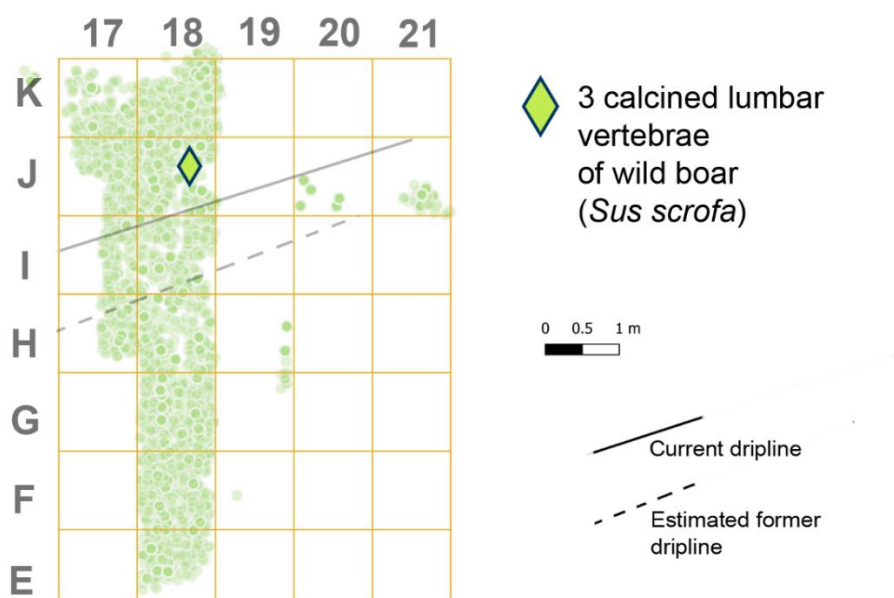 17 18 19 20 21
K
J
I
H
G
F
E
3 calcined lumbar
vertebrae
of wild boar
(Sus scrofa)
0 0.5 1 m
Current dripline
Estimated former
dripline